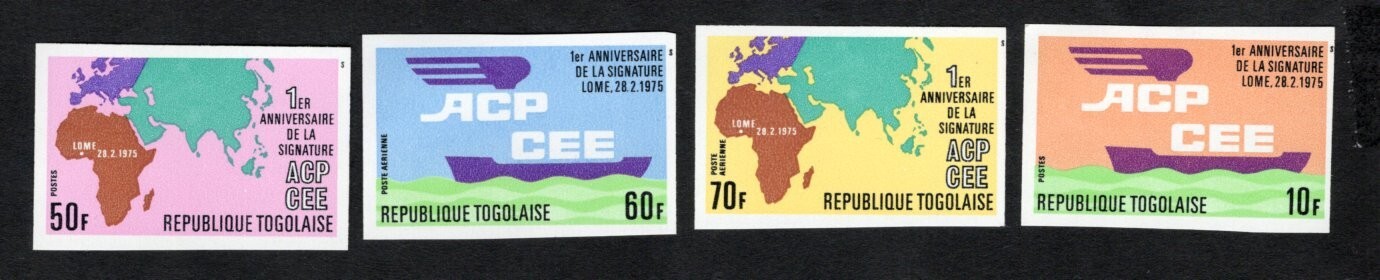 S
1ER
ANNIVERSAIRE
DE LA
SIGNATURE
LOME 28.2.1975
ACP
CEE
POSTES
50F
REPUBLIQUE TOGOLAISE
S
1er ANNIVERSAIRE
DE LA SIGNATURE
LOME, 28.2.1975
ACP
CEE
POSTE AERIENNE
REPUBLIQUE TOGOLAISE
60F
S
1ER
ANNIVERSAIRE
DE LA
SIGNATURE
LOME 28.2.1975
ACP
CEE
POSTE
AERIENNE
70F
REPUBLIQUE TOGOLAISE
S
1er ANNIVERSAIRE
DE LA SIGNATURE
LOME, 28.2.1975
ACP
CEE
POSTES
REPUBLIQUE TOGOLAISE
10F